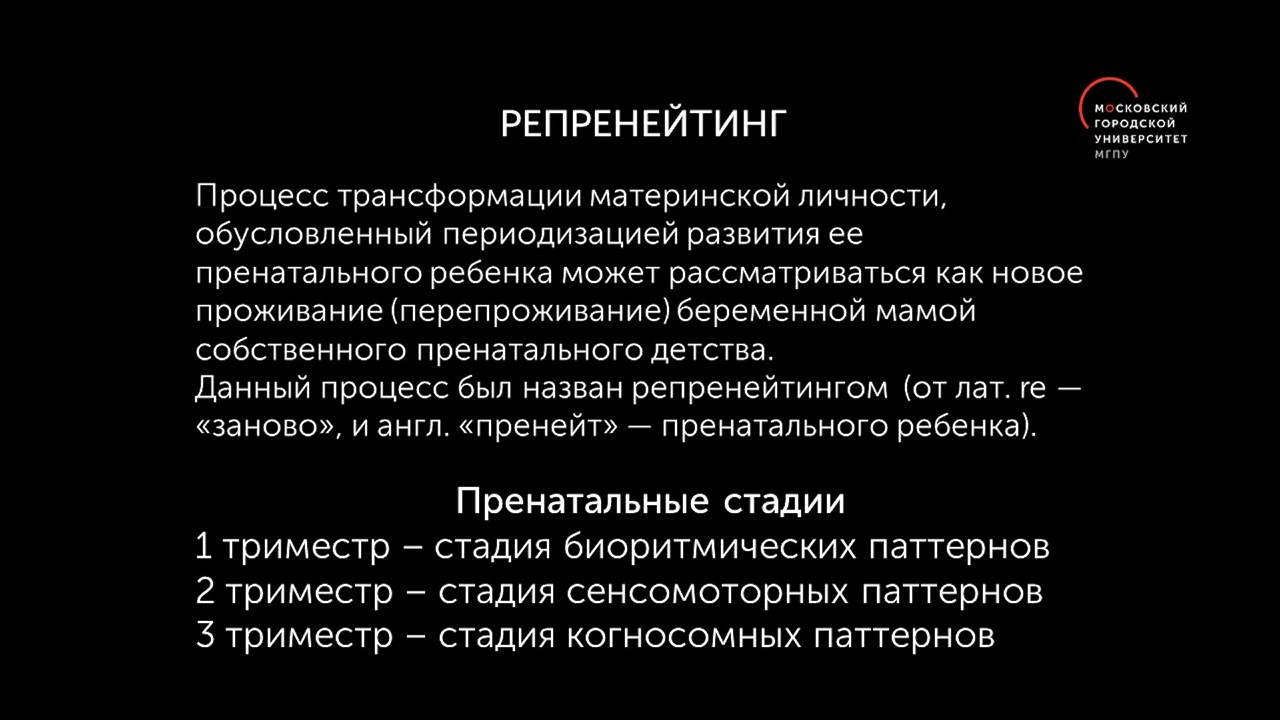 РЕПРЕНЕЙТИНГ
МОСКОВСКИЙ
ГОРОДСКОЙ
УНИВЕРСИТЕТ
МГПУ
Процесс трансформации материнской личности,
обусловленный периодизацией развития ее
пренатального ребенка может рассматриваться как новое
проживание (перепроживание) беременной мамой
собственного пренатального детства.
Данный процесс был назван репренейтингом (от лат. re —
«заново», и англ. «пренейт» — пренатального ребенка).
Пренатальные стадии
1 триместр – стадия биоритмических паттернов
2 триместр – стадия сенсомоторных паттернов
3 триместр – стадия когносомных паттернов